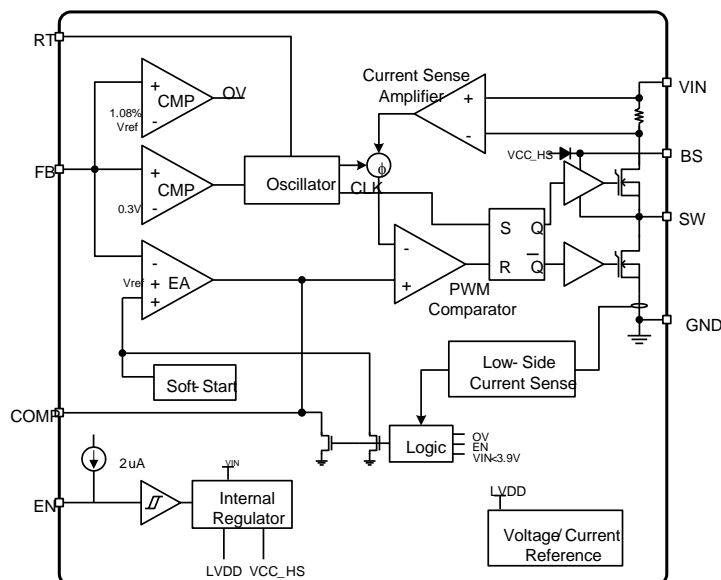 RT
VIN
BS
FB
SW
GND
COMP
EN
+
CMP
-
1.08%
Vref
OV
Current Sense
Amplifier
+
-
VCC_HS
+
CMP
-
0.3V
Oscillator
ϕ
CLK
S Q
R Q̅
-
+
PWM
Comparator
-
Vref + EA
+
Soft-Start
Low-Side
Current Sense
Logic
OV
EN
VIN<3.9V
2uA
VIN
Internal
Regulator
LVDD VCC_HS
LVDD
Voltage/Current
Reference